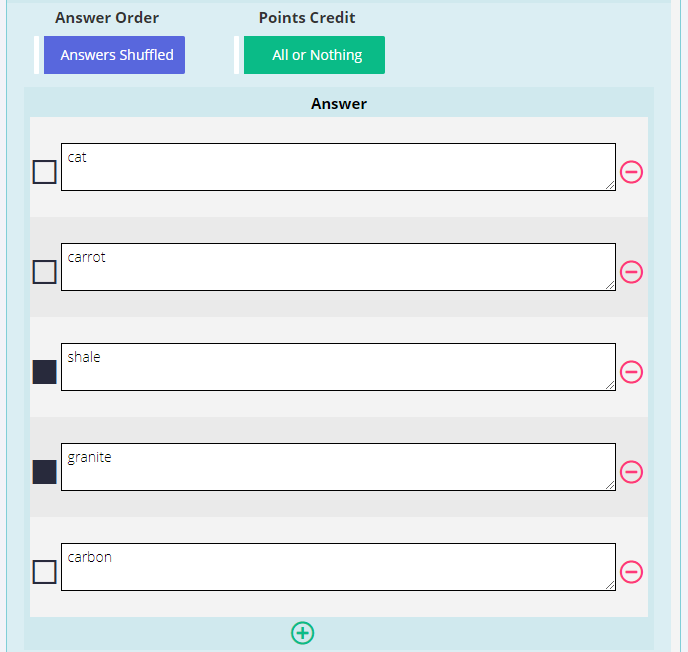 Answer Order Points Credit
Answers Shuffled All or Nothing
Answer
cat
carrot
shale
granite
carbon